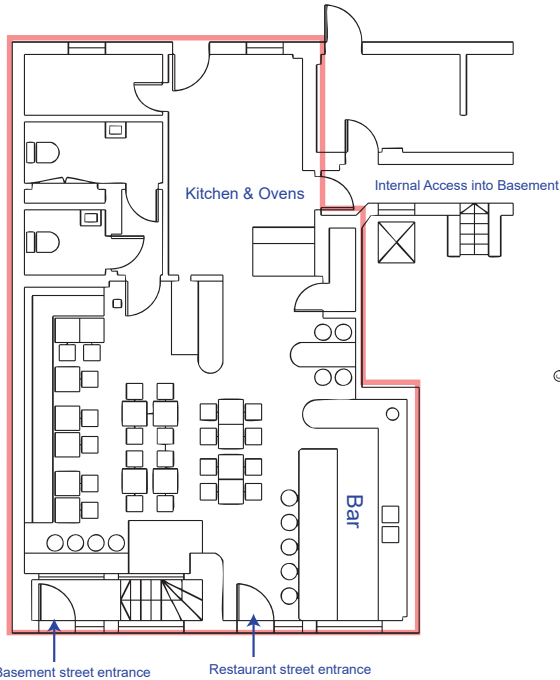 Kitchen & Ovens
Internal Access into Basement
Bar
Basement street entrance
Restaurant street entrance